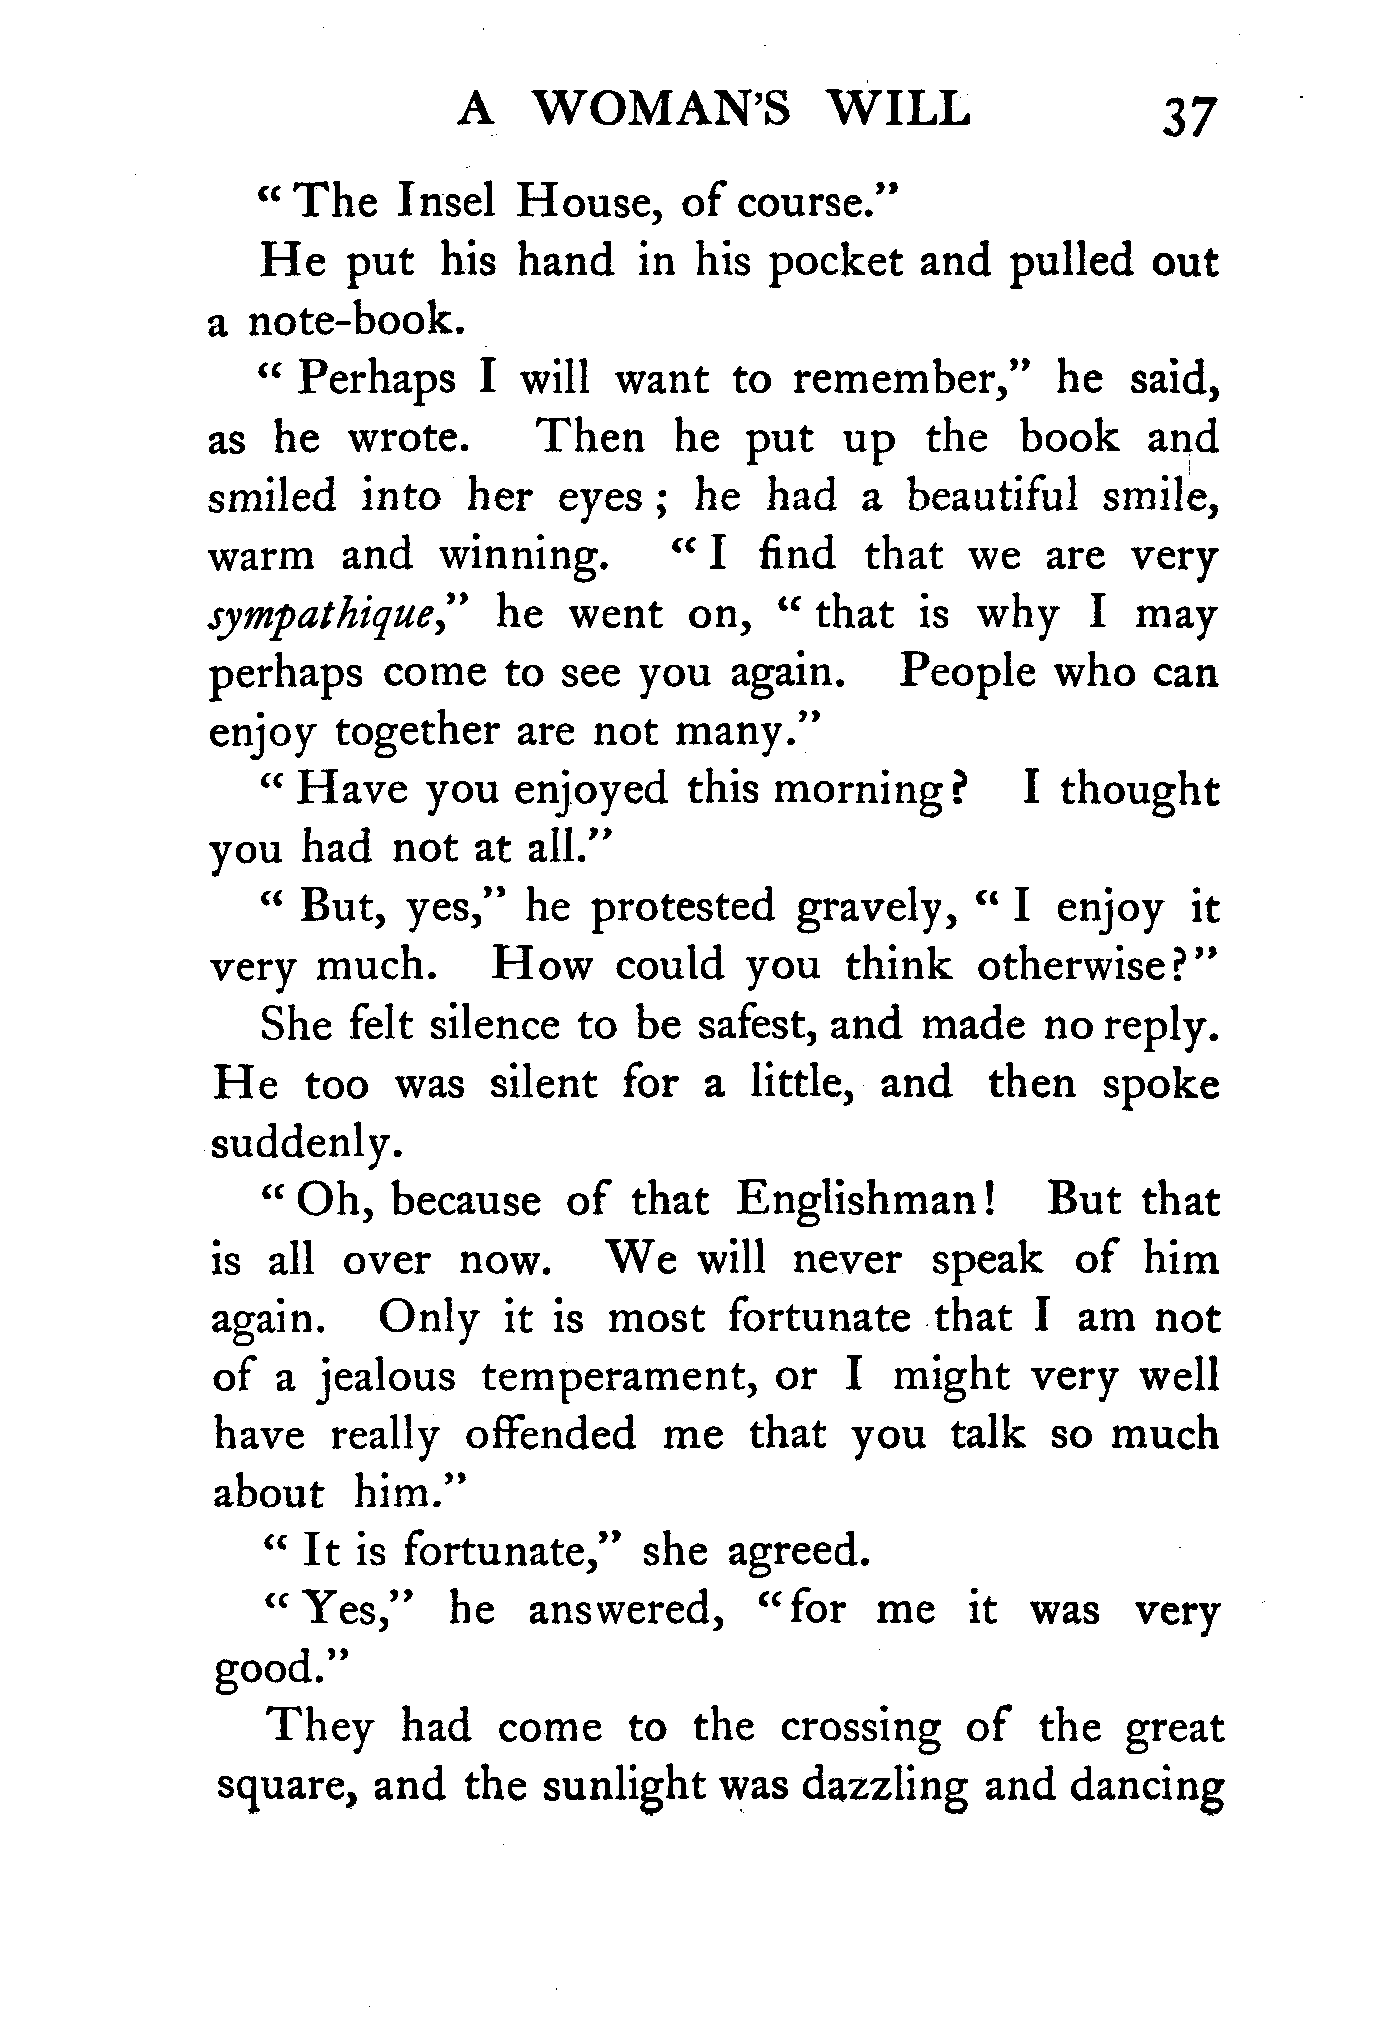 A WOMAN'S WILL 37
"The Insel House, of course."
He put his hand in his pocket and pulled out
a note-book.
"Perhaps I will want to remember," he said,
as he wrote. Then he put up the book and
smiled into her eyes; he had a beautiful smile,
warm and winning. "I find that we are very
sympathique," he went on, "that is why I may
perhaps come to see you again. People who can
enjoy together are not many."
"Have you enjoyed this morning? I thought
you had not at all."
"But, yes," he protested gravely, "I enjoy it
very much. How could you think otherwise?"
She felt silence to be safest, and made no reply.
He too was silent for a little, and then spoke
suddenly.
"Oh, because of that Englishman! But that
is all over now. We will never speak of him
again. Only it is most fortunate that I am not
of a jealous temperament, or I might very well
have really offended me that you talk so much
about him."
"It is fortunate," she agreed.
"Yes," he answered, "for me it was very
good."
They had come to the crossing of the great
square, and the sunlight was dazzling and dancing